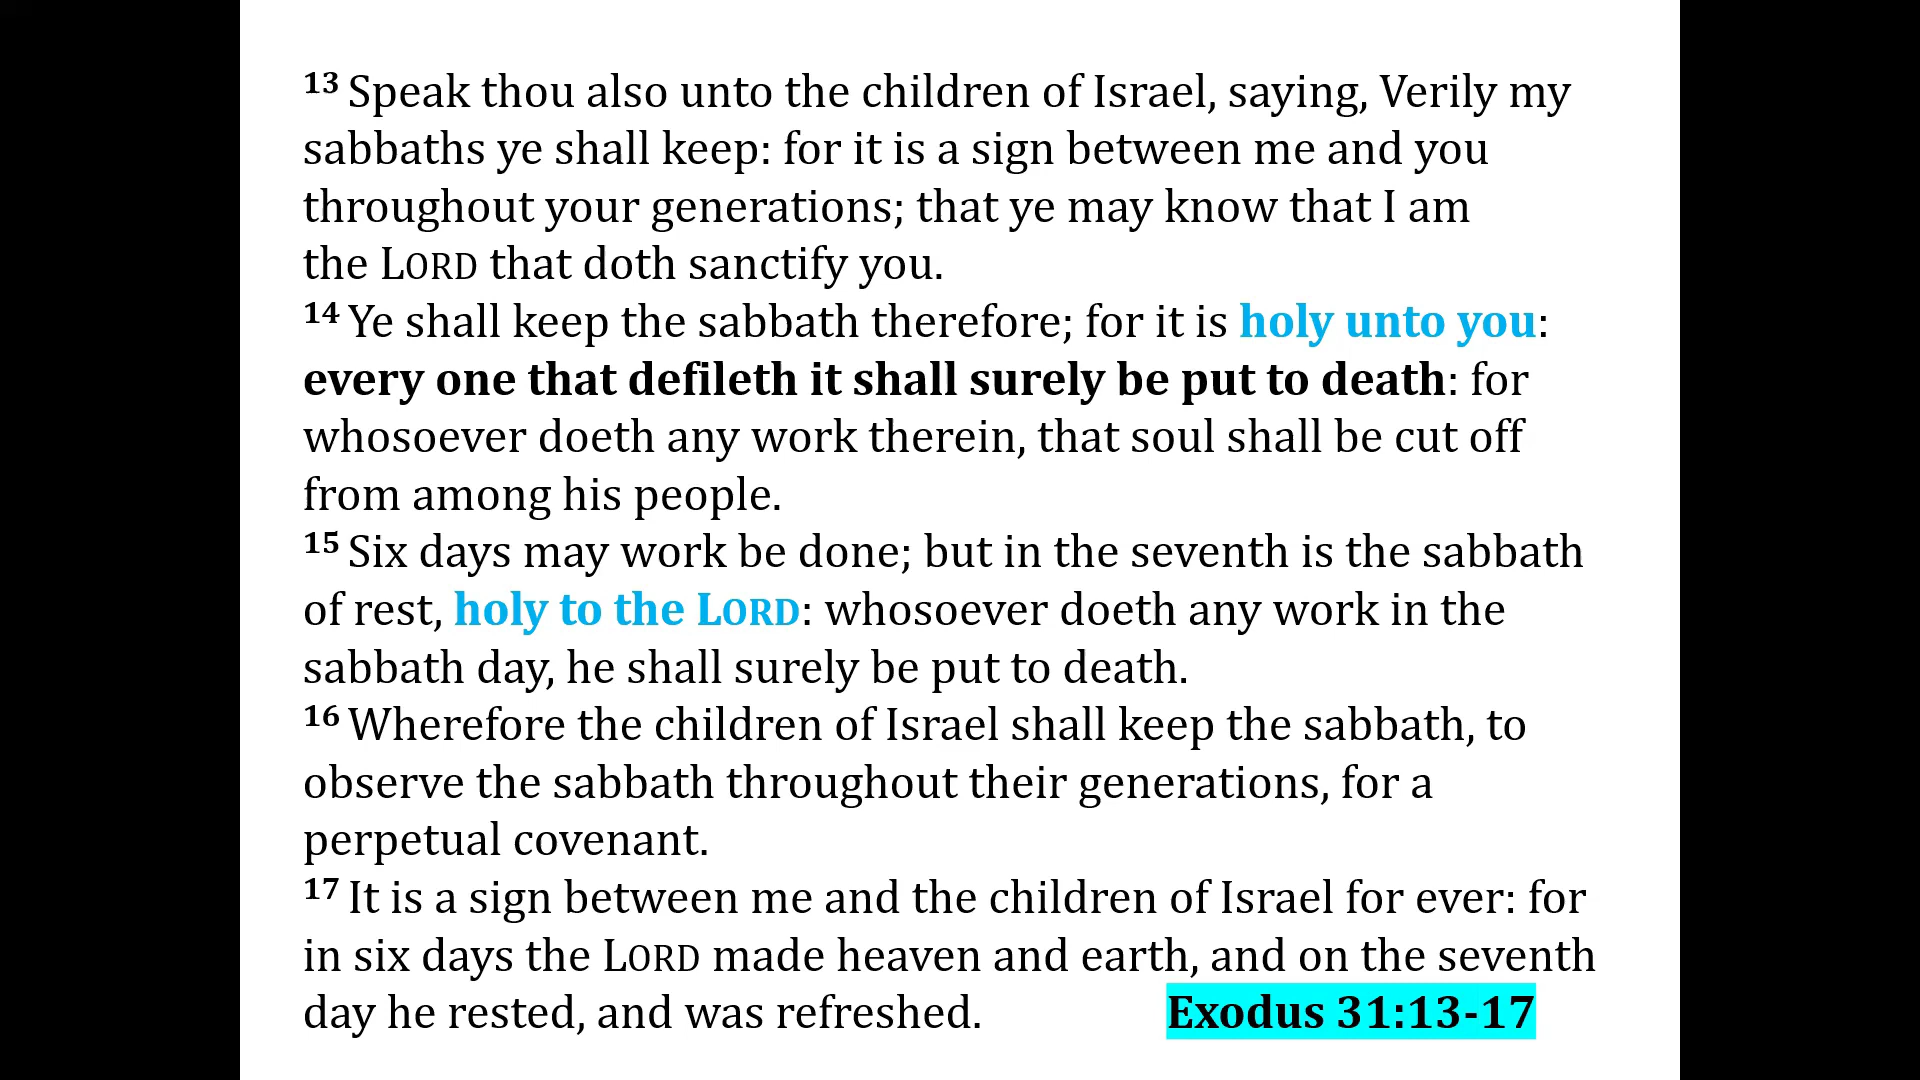 13 Speak thou also unto the children of Israel, saying, Verily my
sabbaths ye shall keep: for it is a sign between me and you
throughout your generations; that ye may know that I am
the LORD that doth sanctify you.
14 Ye shall keep the sabbath therefore; for it is holy unto you:
every one that defileth it shall surely be put to death: for
whosoever doeth any work therein, that soul shall be cut off
from among his people.
15 Six days may work be done; but in the seventh is the sabbath
of rest, holy to the LORD: whosoever doeth any work in the
sabbath day, he shall surely be put to death.
16 Wherefore the children of Israel shall keep the sabbath, to
observe the sabbath throughout their generations, for a
perpetual covenant.
17 It is a sign between me and the children of Israel for ever: for
in six days the LORD made heaven and earth, and on the seventh
day he rested, and was refreshed. Exodus 31:13-17